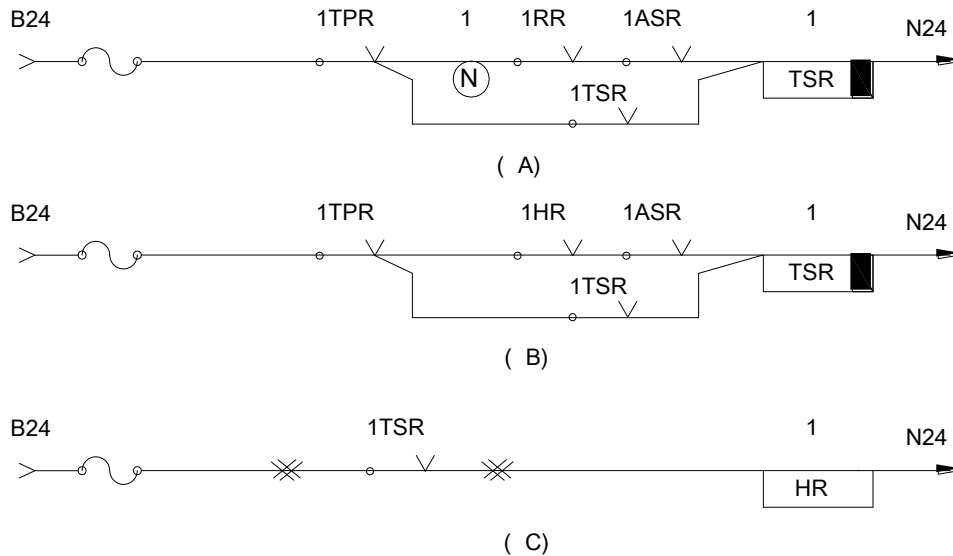 B24 1TPR 1 1RR 1ASR 1 N24
N TSR
1TSR
( A)
B24 1TPR 1HR 1ASR 1 N24
TSR
1TSR
( B)
B24 1TSR 1 N24
HR
( C)